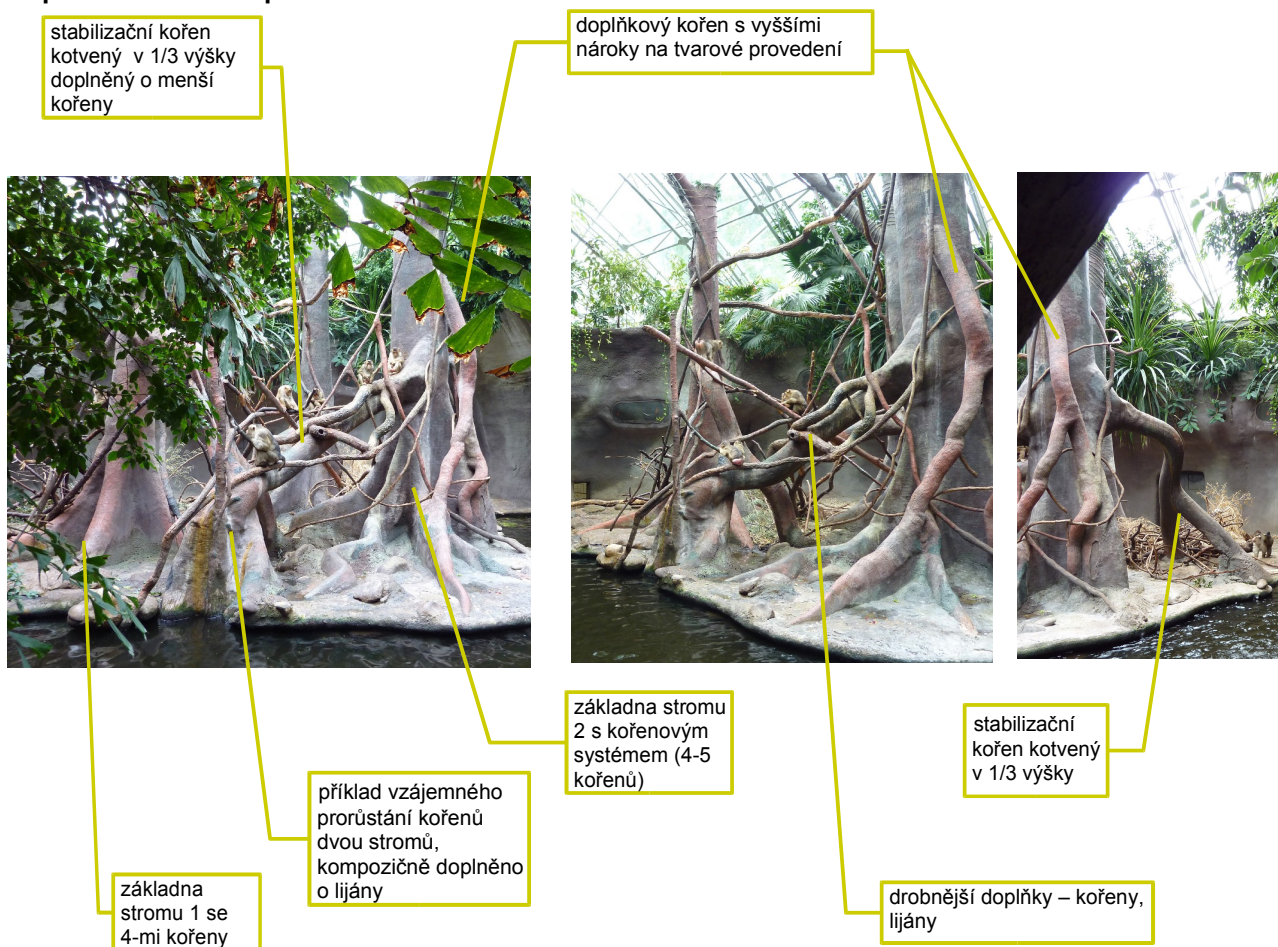 stabilizační kořen
kotvený v 1/3 výšky
doplněný o menší
kořeny
doplňkový kořen s vyššími
nároky na tvarové provedení
základna stromu
2 s kořenovým
systémem (4-5
kořenů)
stabilizační
kořen kotvený
v 1/3 výšky
příklad vzájemného
prorůstání kořenů
dvou stromů,
kompozičně doplněno
o lijány
základna
stromu 1 se
4-mi kořeny
drobnější doplňky – kořeny,
lijány